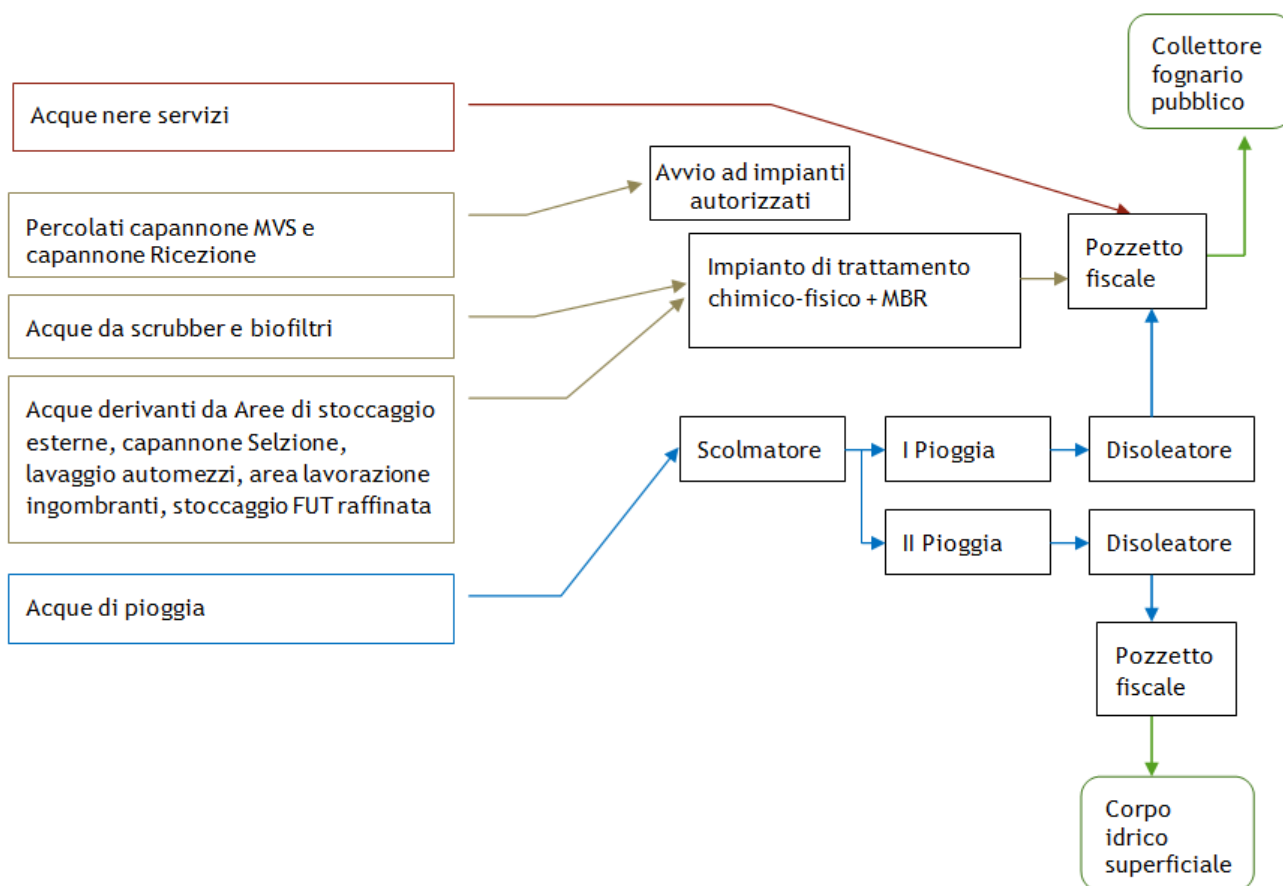 Collettore
fognario
pubblico
Acque nere servizi
Avvio ad impianti
autorizzati
Percolati capannone MVS e
capannone Ricezione
Pozzetto
fiscale
Impianto di trattamento
chimico-fisico + MBR
Acque da scrubber e biofiltri
Acque derivanti da Aree di stoccaggio
esterne, capannone Selzione,
lavaggio automezzi, area lavorazione
ingombranti, stoccaggio FUT raffinata
Scolmatore
I Pioggia
Disoleatore
II Pioggia
Disoleatore
Acque di pioggia
Pozzetto
fiscale
Corpo
idrico
superficiale